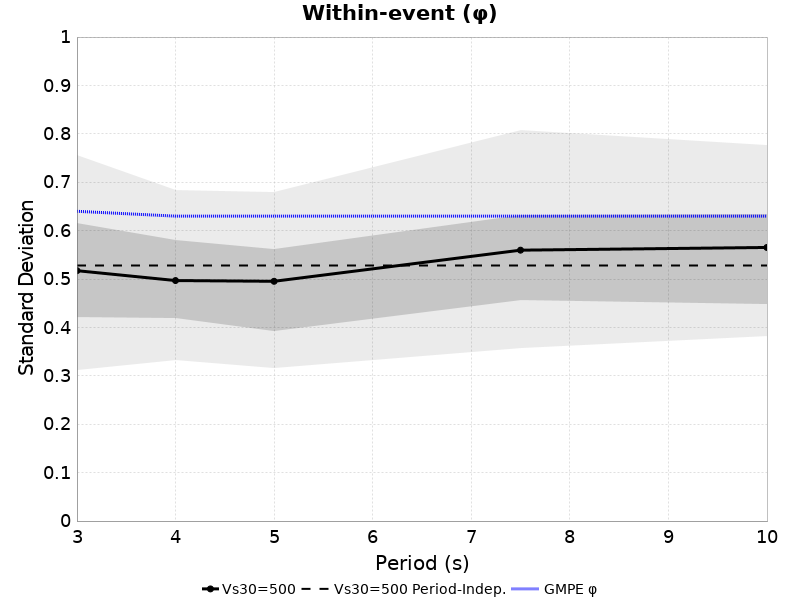 Within-event (φ)
1
0.9
0.8
0.7
0.6
0.5
0.4
0.3
0.2
0.1
0
Standard Deviation
3 4 5 6 7 8 9 10
Period (s)
Vs30=500 Vs30=500 Period-Indep. GMPE φ